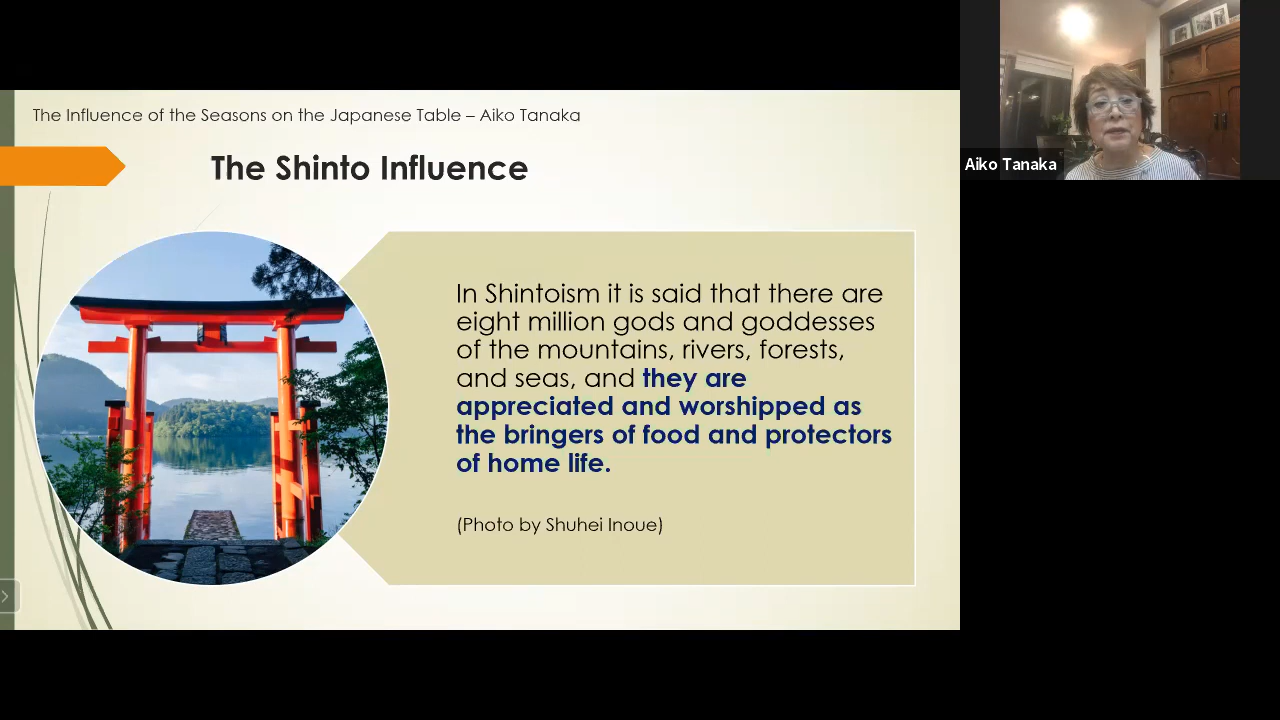 The Influence of the Seasons on the Japanese Table – Aiko Tanaka
The Shinto Influence
In Shintoism it is said that there are
eight million gods and goddesses
of the mountains, rivers, forests,
and seas, and they are
appreciated and worshipped as
the bringers of food and protectors
of home life.
(Photo by Shuhei Inoue)
Aiko Tanaka